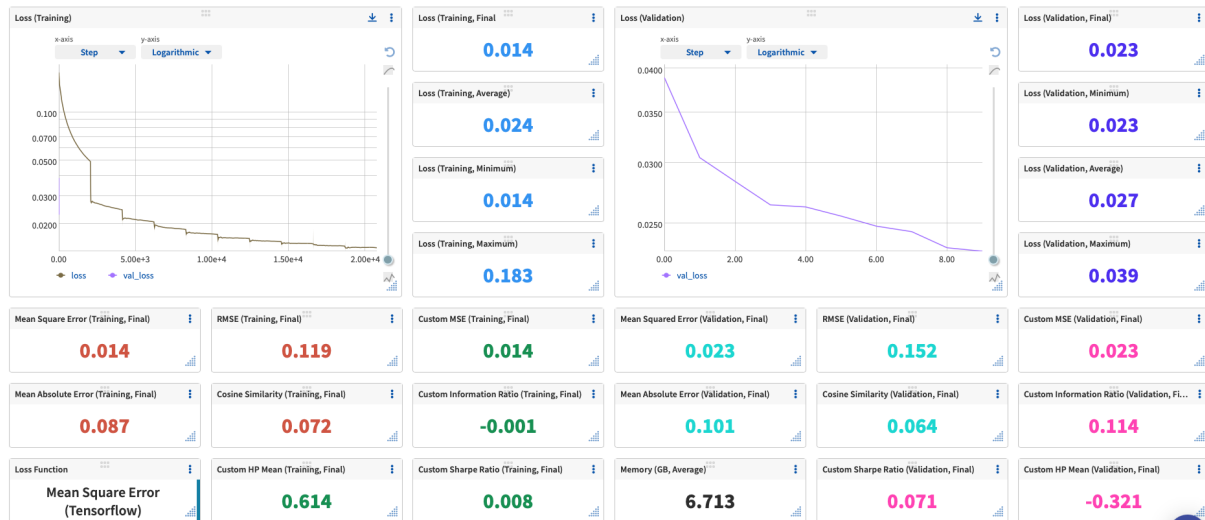 Loss (Training)
x-axis
y-axis
Step
Logarithmic
0.100
0.0700
0.0500
0.0300
0.0200
0.00
5.00e+3
1.00e+4
1.50e+4
2.00e+4
loss
val_loss
Loss (Training, Final
0.014
Loss (Training, Average)
0.024
Loss (Training, Minimum)
0.014
Loss (Training, Maximum)
0.183
Loss (Validation)
x-axis
y-axis
Step
Logarithmic
0.0400
0.0350
0.0300
0.0250
0.00
2.00
4.00
6.00
8.00
val_loss
Loss (Validation, Final)
0.023
Loss (Validation, Minimum)
0.023
Loss (Validation, Average)
0.027
Loss (Validation, Maximum)
0.039
Mean Square Error (Training, Final)
0.014
RMSE (Training, Final)
0.119
Custom MSE (Training, Final)
0.014
Mean Squared Error (Validation, Final)
0.023
RMSE (Validation, Final)
0.152
Custom MSE (Validation, Final)
0.023
Mean Absolute Error (Training, Final)
0.087
Cosine Similarity (Training, Final)
0.072
Custom Information Ratio (Training, Final)
-0.001
Mean Absolute Error (Validation, Final)
0.101
Cosine Similarity (Validation, Final)
0.064
Custom Information Ratio (Validation, Fi...
0.114
Loss Function
Mean Square Error
(Tensorflow)
Custom HP Mean (Training, Final)
0.614
Custom Sharpe Ratio (Training, Final)
0.008
Memory (GB, Average)
6.713
Custom Sharpe Ratio (Validation, Final)
0.071
Custom HP Mean (Validation, Final)
-0.321